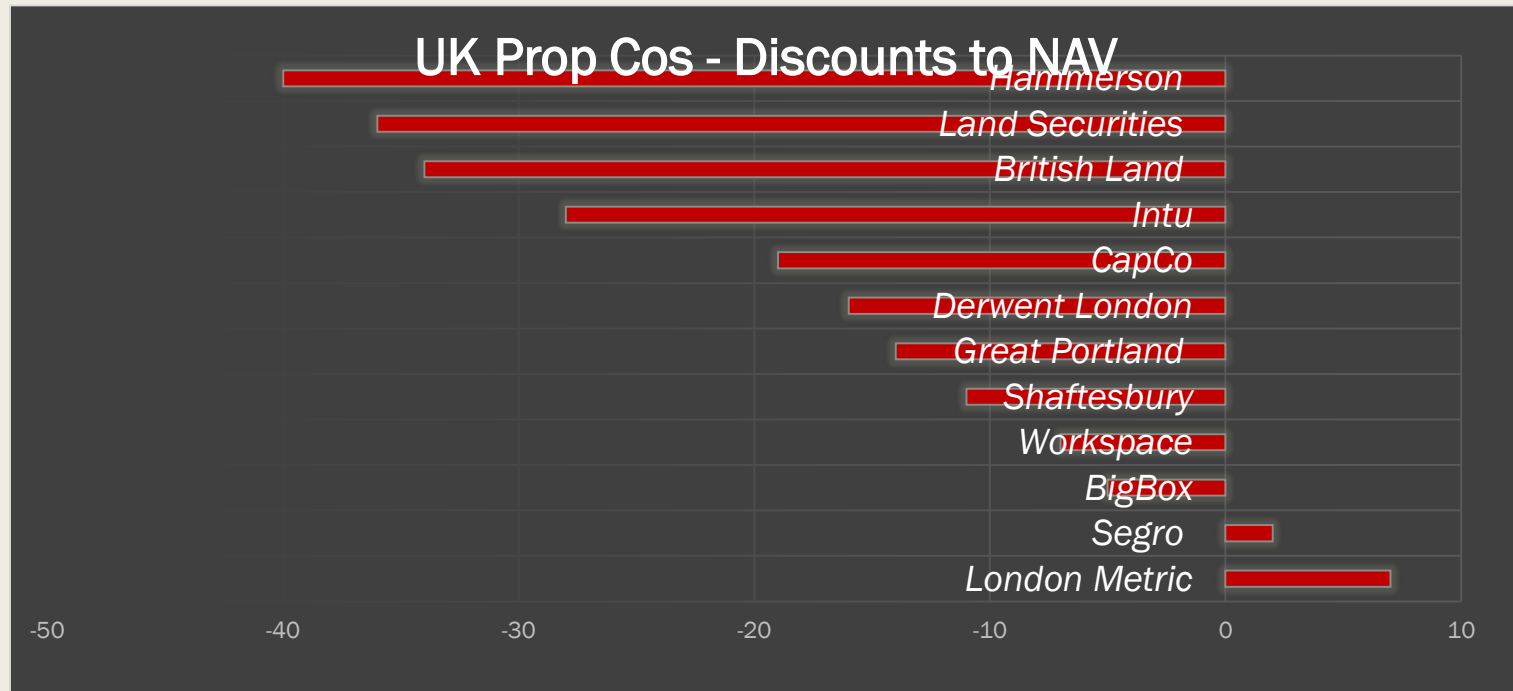 UK Prop Cos - Discounts to NAV
Hammerson
Land Securities
British Land
Intu
CapCo
Derwent London
Great Portland
Shaftesbury
Workspace
BigBox
Segro
London Metric
-50 -40 -30 -20 -10 0 10